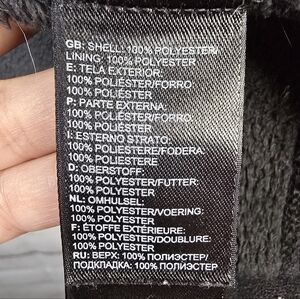 GB: SHELL: 100% POLYESTER/
LINING: 100% POLYESTER
E: TELA EXTERIOR:
100% POLIÉSTER/FORRO:
100% POLIÉSTER
P: PARTE EXTERNA:
100% POLIÉSTER/FORRO:
100% POLIÉSTER
I: ESTERNO STRATO:
100% POLIESTERE/FODERA:
100% POLIESTERE
D: OBERSTOFF:
100% POLYESTER/FUTTER:
100% POLYESTER
NL: OMHULSEL:
100% POLYESTER/VOERING:
100% POLYESTER
F: ÉTOFFE EXTÉRIEURE:
100% POLYESTER/DOUBLURE:
100% POLYESTER
RU: ВЕРХ: 100% ПОЛИЭСТЕР/
ПОДКЛАДКА: 100% ПОЛИЭСТЕР